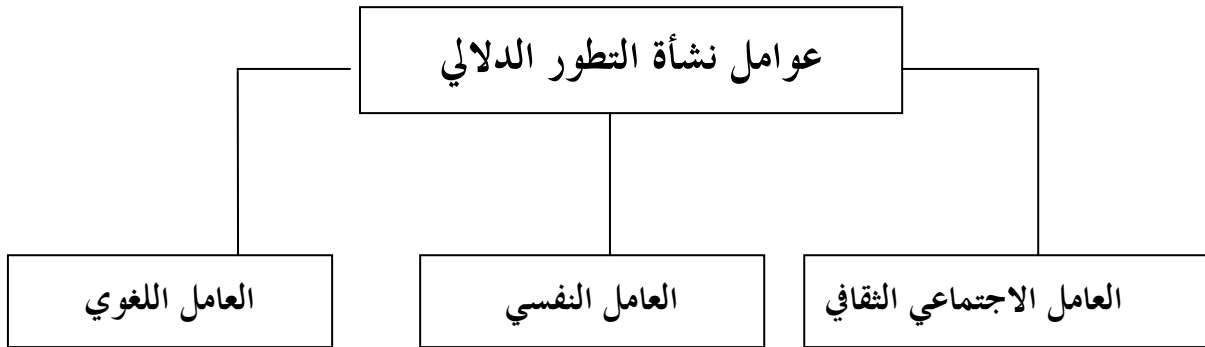 عوامل نشأة التطور الدلالي
العامل الاجتماعي الثقافي
العامل النفسي
العامل اللغوي